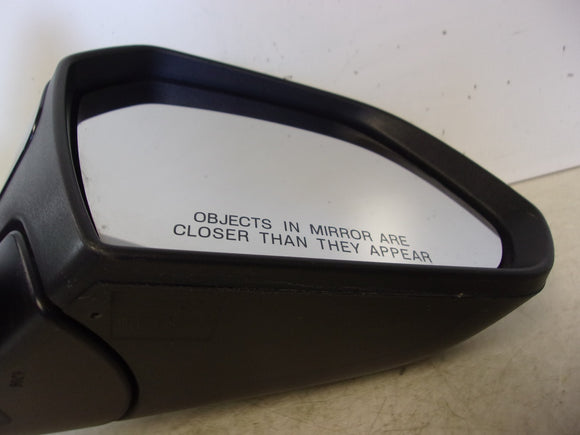 OBJECTS IN MIRROR ARE
CLOSER THAN THEY APPEAR